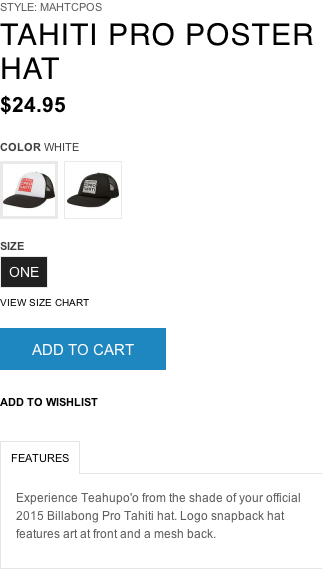 STYLE: MAHTCPOS
TAHITI PRO POSTER
HAT
$24.95
COLOR WHITE
SIZE
ONE
VIEW SIZE CHART
ADD TO CART
ADD TO WISHLIST
FEATURES
Experience Teahupo'o from the shade of your official
2015 Billabong Pro Tahiti hat. Logo snapback hat
features art at front and a mesh back.